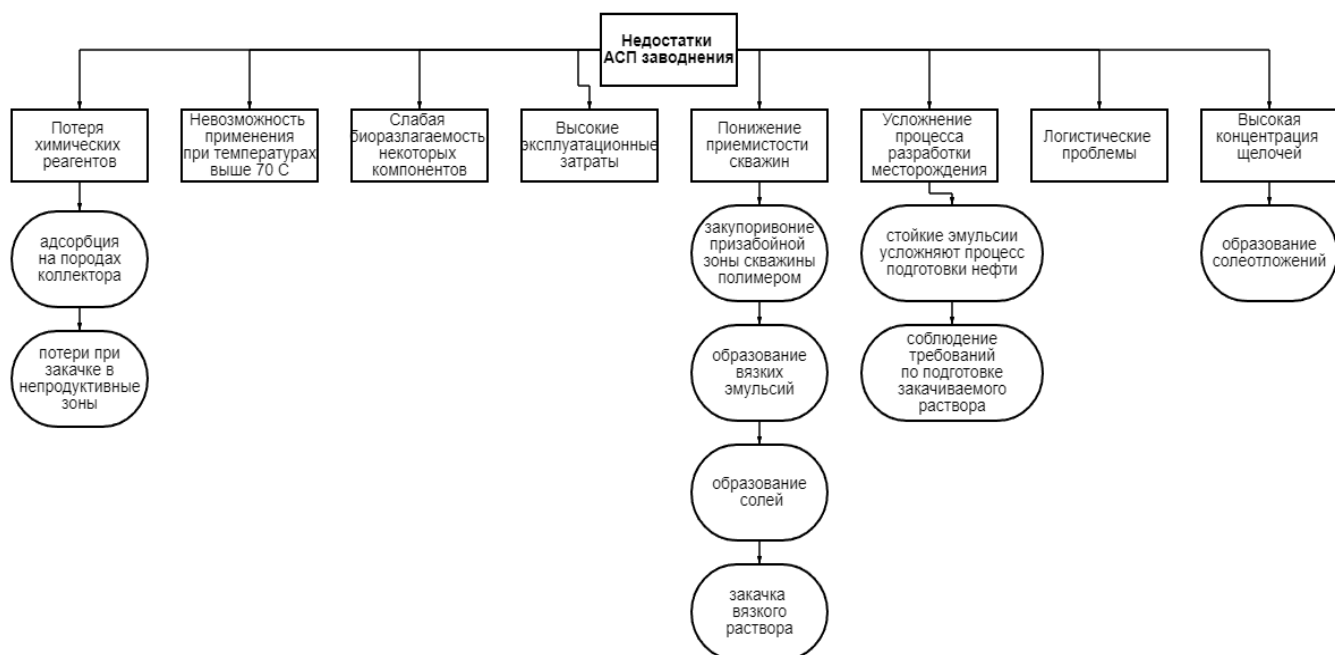 Недостатки
АСП заводнения
Потеря
химических
реагентов
Невозможность
применения
при температурах
выше 70 С
Слабая
биоразлагаемость
некоторых
компонентов
Высокие
эксплуатационные
затраты
Понижение
приемистости
скважин
Усложнение
процесса
разработки
месторождения
Логистические
проблемы
Высокая
концентрация
щелочей
адсорбция
на породах
коллектора
закупоривоние
призабойной
зоны скважины
полимером
стойкие эмульсии
усложняют процесс
подготовки нефти
образование
солеотложений
потери при
закачке в
непродуктивные
зоны
образование
вязких
эмульсий
соблюдение
требований
по подготовке
закачиваемого
раствора
образование
солей
закачка
вязкого
раствора